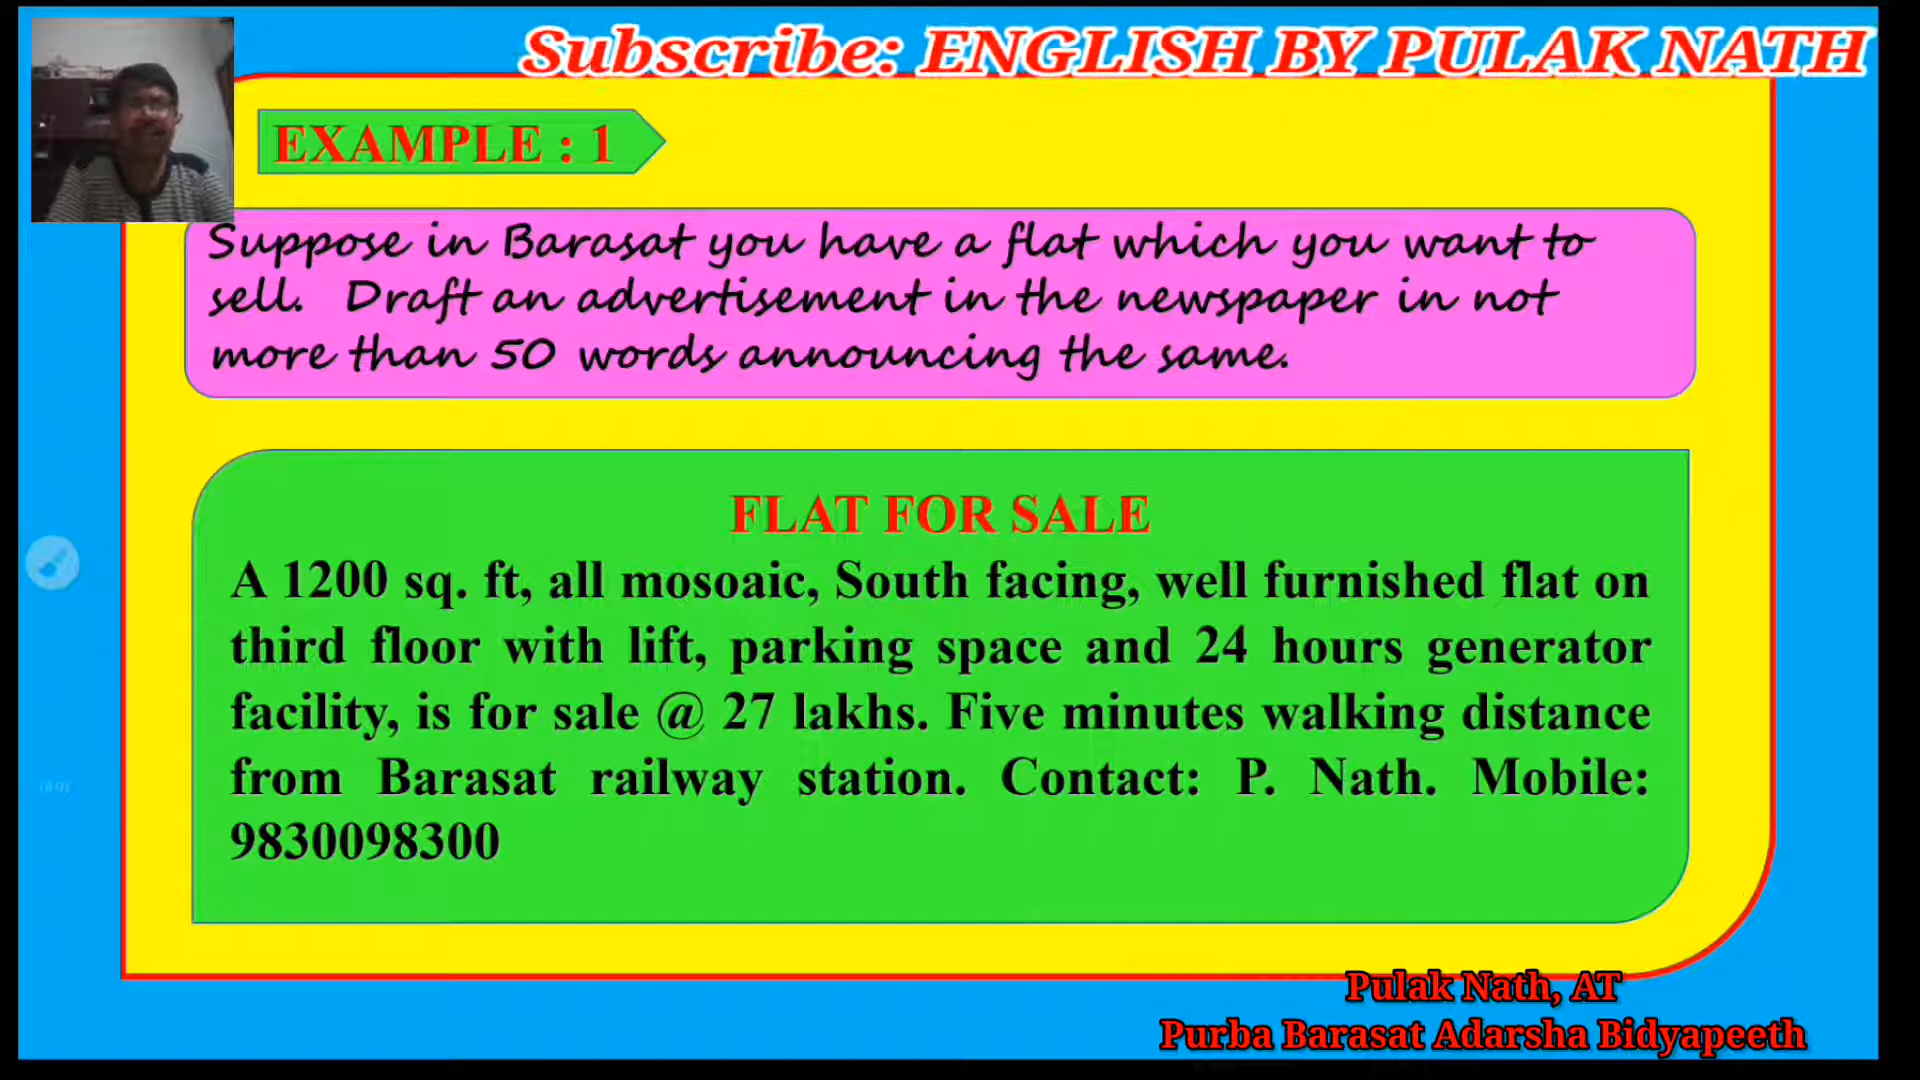 Subscribe: ENGLISH BY PULAK NATH
EXAMPLE : 1
Suppose in Barasat you have a flat which you want to
sell. Draft an advertisement in the newspaper in not
more than 50 words announcing the same.
FLAT FOR SALE
A 1200 sq. ft, all mosoaic, South facing, well furnished flat on
third floor with lift, parking space and 24 hours generator
facility, is for sale @ 27 lakhs. Five minutes walking distance
from Barasat railway station. Contact: P. Nath. Mobile:
9830098300
Pulak Nath, AT
Purba Barasat Adarsha Bidyapeeth